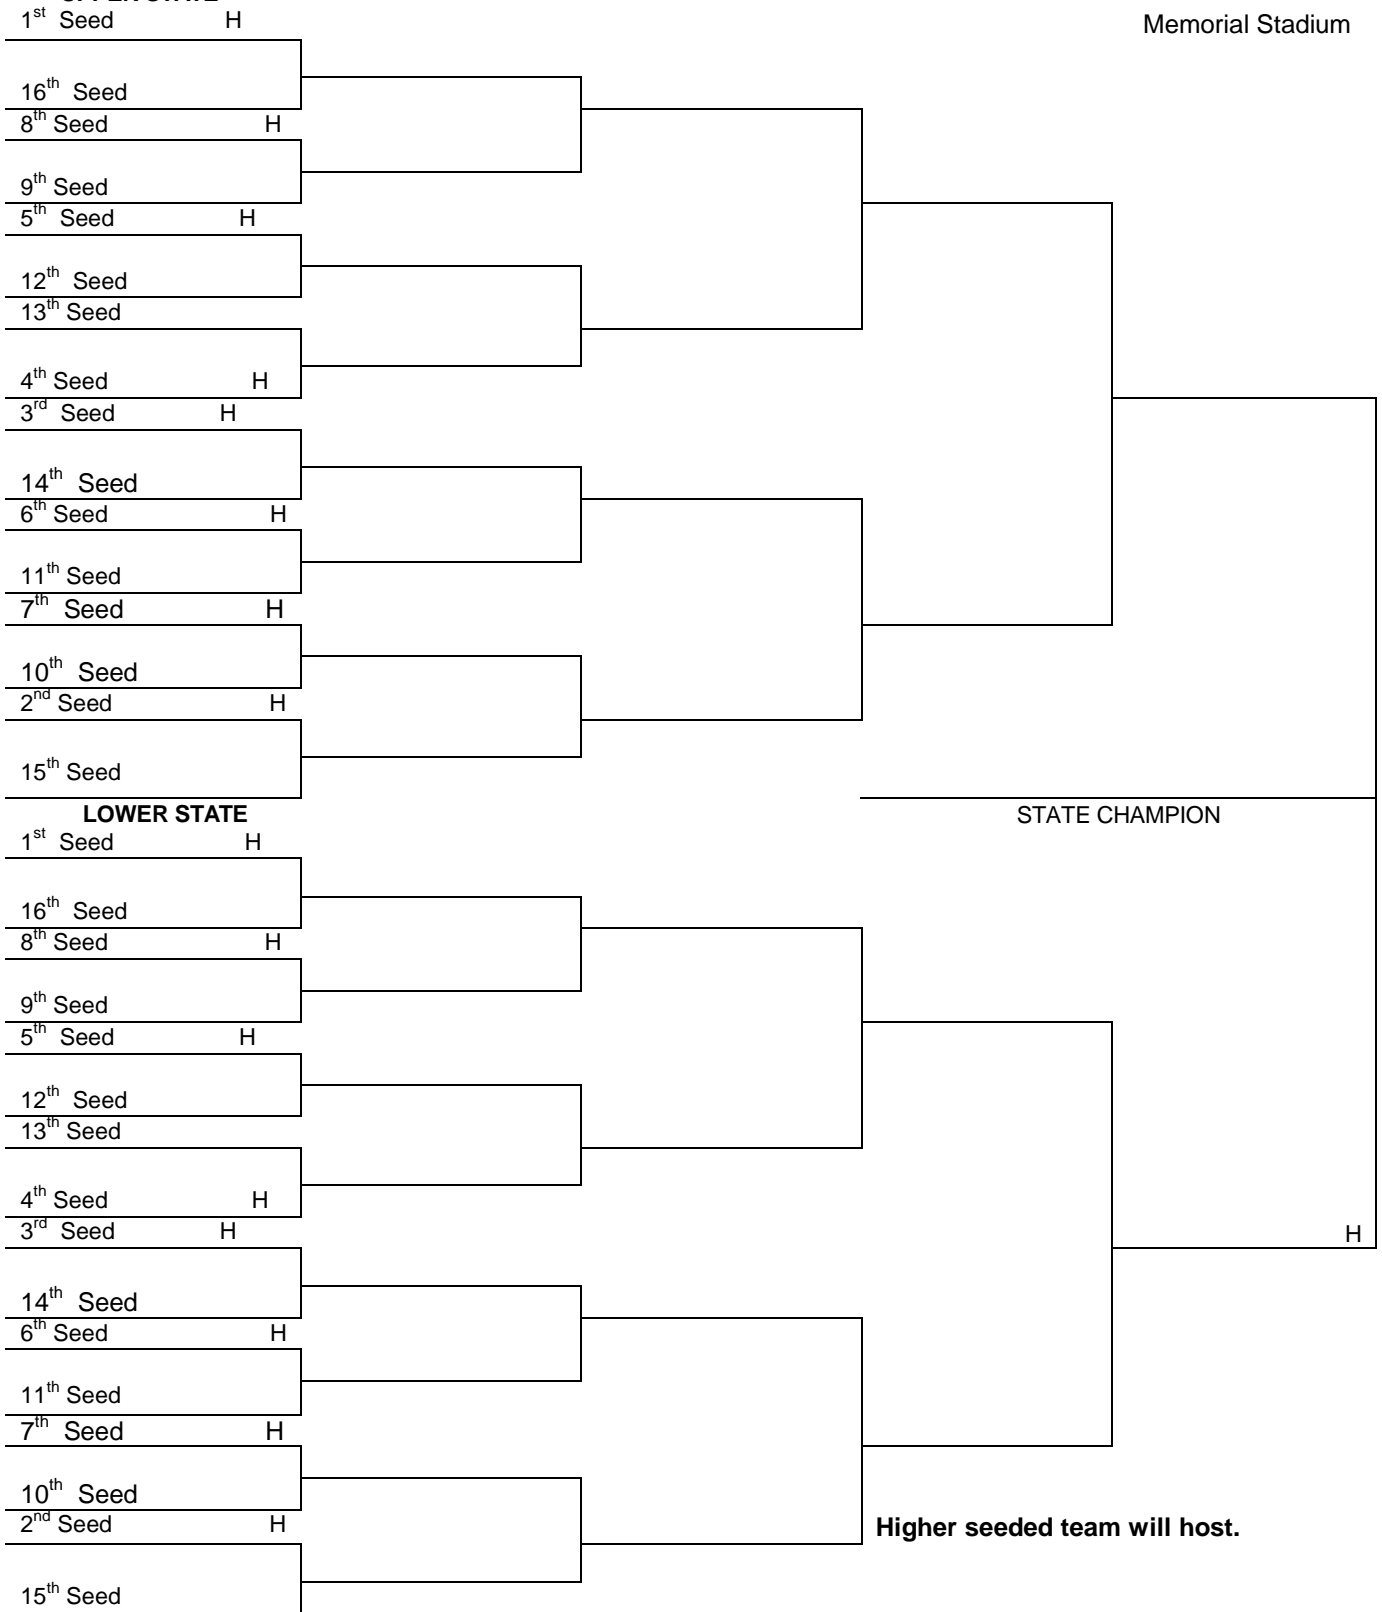 1st Seed H
Memorial Stadium
16th Seed
8th Seed H
9th Seed
5th Seed H
12th Seed
13th Seed
4th Seed H
3rd Seed H
14th Seed
6th Seed H
11th Seed
7th Seed H
10th Seed
2nd Seed H
15th Seed
LOWER STATE
STATE CHAMPION
1st Seed H
16th Seed
8th Seed H
9th Seed
5th Seed H
12th Seed
13th Seed
4th Seed H
3rd Seed H
H
14th Seed
6th Seed H
11th Seed
7th Seed H
10th Seed
2nd Seed H
Higher seeded team will host.
15th Seed